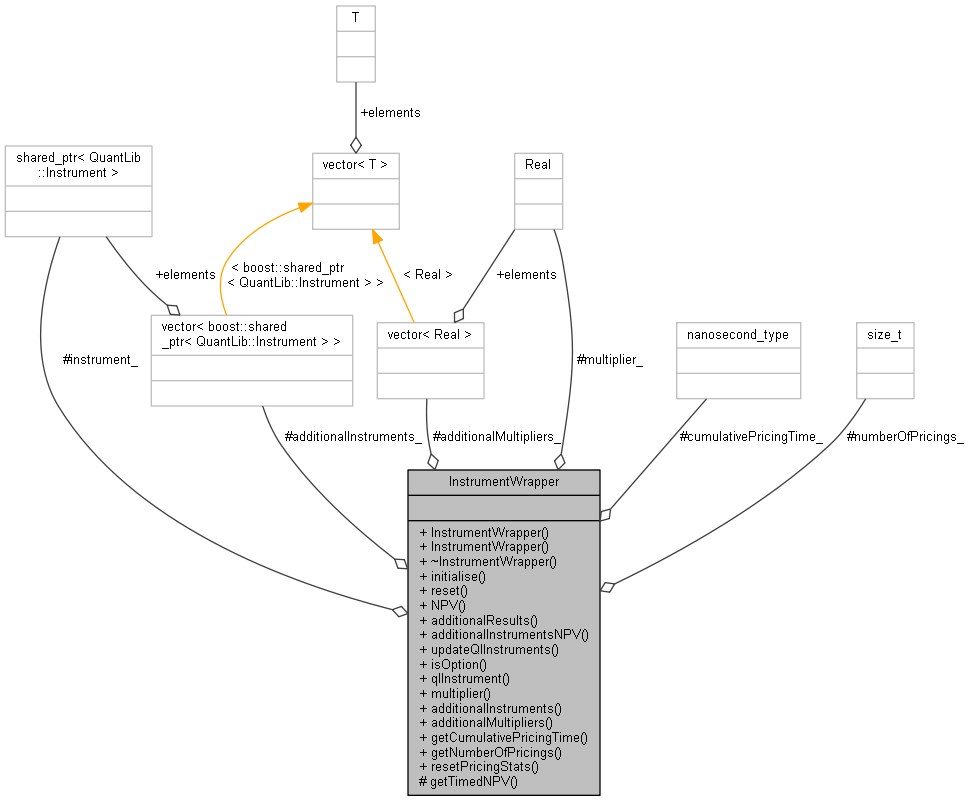 T
+elements
shared_ptr< QuantLib
::Instrument >
vector< T >
Real
+elements
< boost::shared_ptr
< QuantLib::Instrument > >
< Real >
+elements
vector< boost::shared
_ptr< QuantLib::Instrument > >
vector< Real >
nanosecond_type
size_t
#instrument_
#multiplier_
#additionalInstruments_
#additionalMultipliers_
#cumulativePricingTime_
#numberOfPricings_
InstrumentWrapper
+ InstrumentWrapper()
+ InstrumentWrapper()
+ ~InstrumentWrapper()
+ initialise()
+ reset()
+ NPV()
+ additionalResults()
+ additionalInstrumentsNPV()
+ updateQlInstruments()
+ isOption()
+ qlInstrument()
+ multiplier()
+ additionalInstruments()
+ additionalMultipliers()
+ getCumulativePricingTime()
+ getNumberOfPricings()
+ resetPricingStats()
# getTimedNPV()